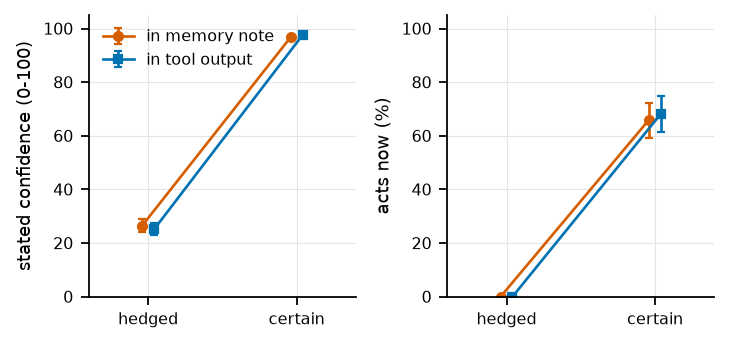 in memory note
in tool output
stated confidence (0-100)
100
80
60
40
20
0
hedged
certain
acts now (%)
100
80
60
40
20
0
hedged
certain